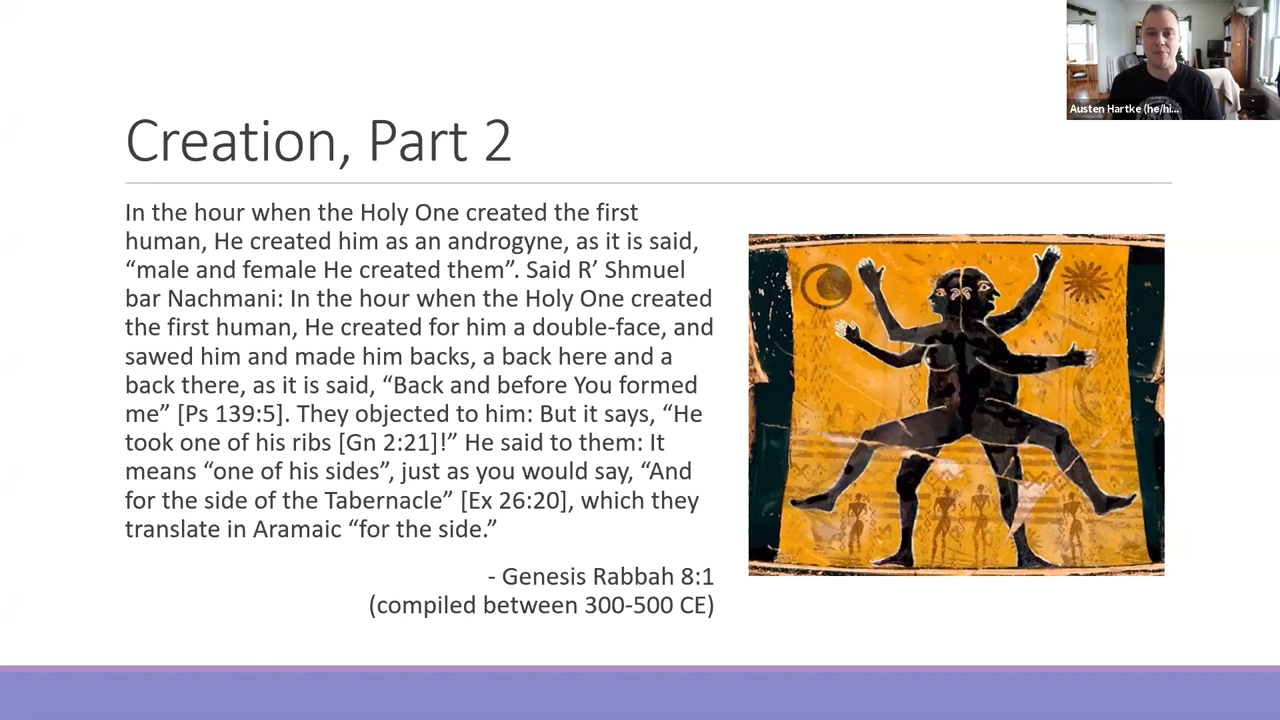 Austen Hartke (he/hi...
Creation, Part 2
In the hour when the Holy One created the first
human, He created him as an androgyne, as it is said,
“male and female He created them”. Said R’ Shmuel
bar Nachmani: In the hour when the Holy One created
the first human, He created for him a double-face, and
sawed him and made him backs, a back here and a
back there, as it is said, “Back and before You formed
me” [Ps 139:5]. They objected to him: But it says, “He
took one of his ribs [Gn 2:21]!” He said to them: It
means “one of his sides”, just as you would say, “And
for the side of the Tabernacle” [Ex 26:20], which they
translate in Aramaic “for the side.”
- Genesis Rabbah 8:1
(compiled between 300-500 CE)